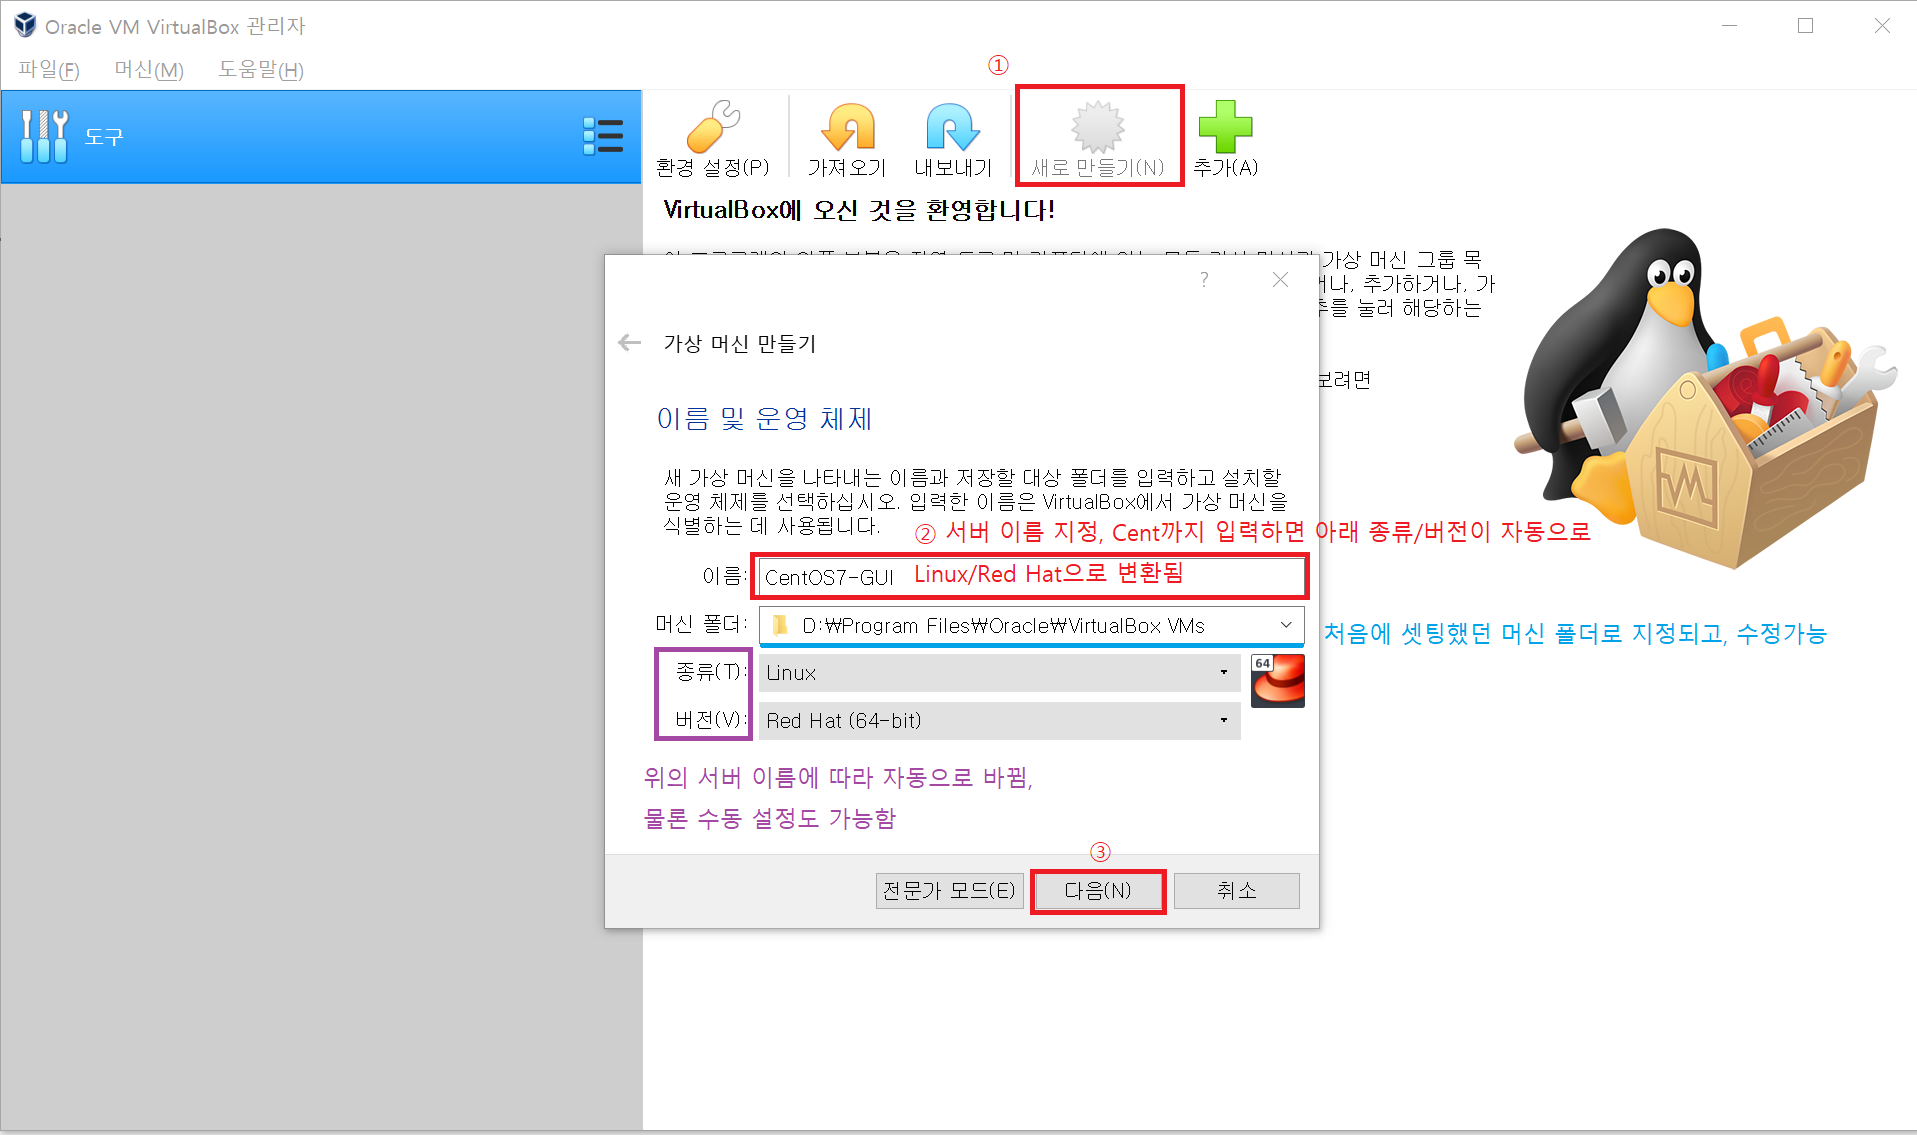 Oracle VM VirtualBox 관리자
파일(F) 머신(M) 도움말(H)
①
도구
환경 설정(P) 가져오기 내보내기 새로 만들기(N) 추가(A)
VirtualBox에 오신 것을 환영합니다!
가상 머신 그룹 목
추가하거나, 가
눌러 해당하는
보려면
?
가상 머신 만들기
이름 및 운영 체제
새 가상 머신을 나타내는 이름과 저장할 대상 폴더를 입력하고 설치할
운영 체제를 선택하십시오. 입력한 이름은 VirtualBox에서 가상 머신을
식별하는 데 사용됩니다.
② 서버 이름 지정, Cent까지 입력하면 아래 종류/버전이 자동으로
이름: CentOS7-GUI Linux/Red Hat으로 변환됨
머신 폴더: D:₩Program Files₩Oracle₩VirtualBox VMs
처음에 셋팅했던 머신 폴더로 지정되고, 수정가능
종류(T): Linux
64
버전(V): Red Hat (64-bit)
위의 서버 이름에 따라 자동으로 바뀜,
물론 수동 설정도 가능함
③
전문가 모드(E) 다음(N) 취소